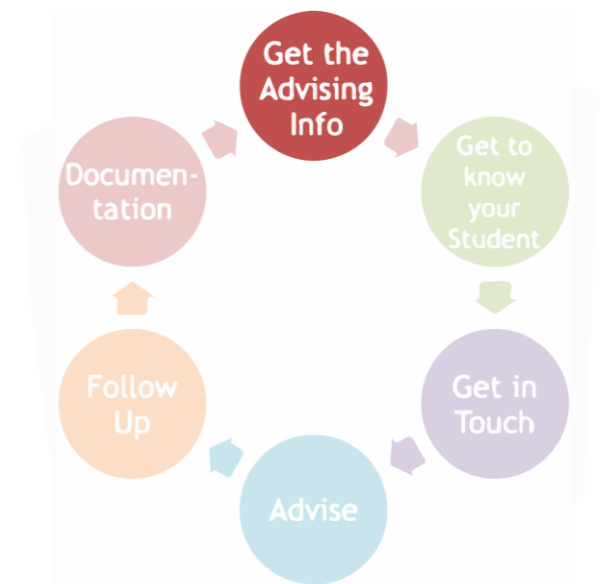 Get the
Advising
Info
Get to
know
your
Student
Get in
Touch
Advise
Follow
Up
Documen-
tation